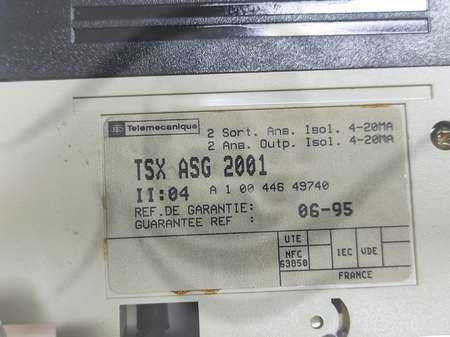 Telemecanique
2 Sort. Ana. Isol. 4-20MA
2 Ana. Outp. Isol. 4-20MA
TSX ASG 2001
II:04 A 1 00 446 49740
REF.DE GARANTIE:
GUARANTEE REF : 06-95
UTE
NFC 63850 IEC VDE
FRANCE